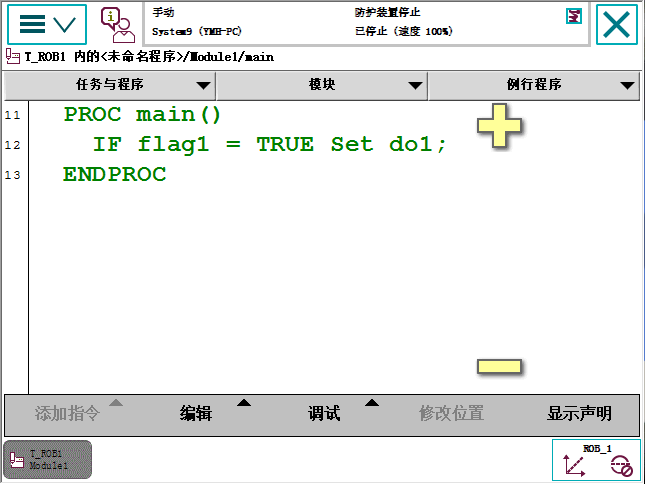 手动
防护装置停止
System9 (YMH-PC)
已停止 (速度 100%)
T_ROB1 内的<未命名程序>/Module1/main
任务与程序
模块
例行程序
11 PROC main()
12 IF flag1 = TRUE Set do1;
13 ENDPROC
添加指令
编辑
调试
修改位置
显示声明
T_ROB1
Module1
ROB_1